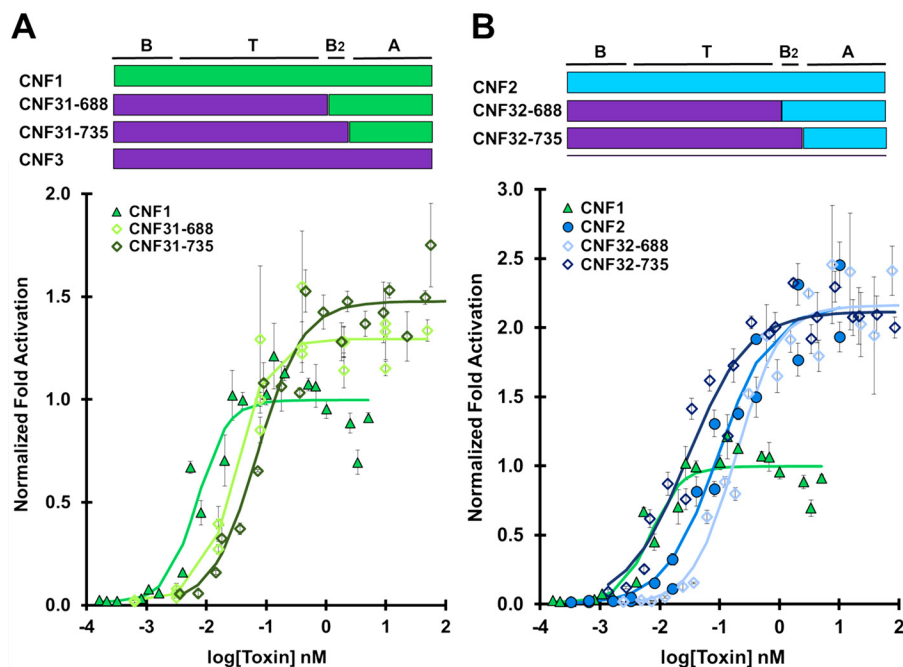 A
B T B2 A
CNF1
CNF31-688
CNF31-735
CNF3
2.0
1.5
1.0
0.5
0.0
Normalized Fold Activation
CNF1
CNF31-688
CNF31-735
-4 -3 -2 -1 0 1 2
log[Toxin] nM
B
B T B2 A
CNF2
CNF32-688
CNF32-735
3.0
2.5
2.0
1.5
1.0
0.5
0.0
Normalized Fold Activation
CNF1
CNF2
CNF32-688
CNF32-735
-4 -3 -2 -1 0 1 2
log[Toxin] nM